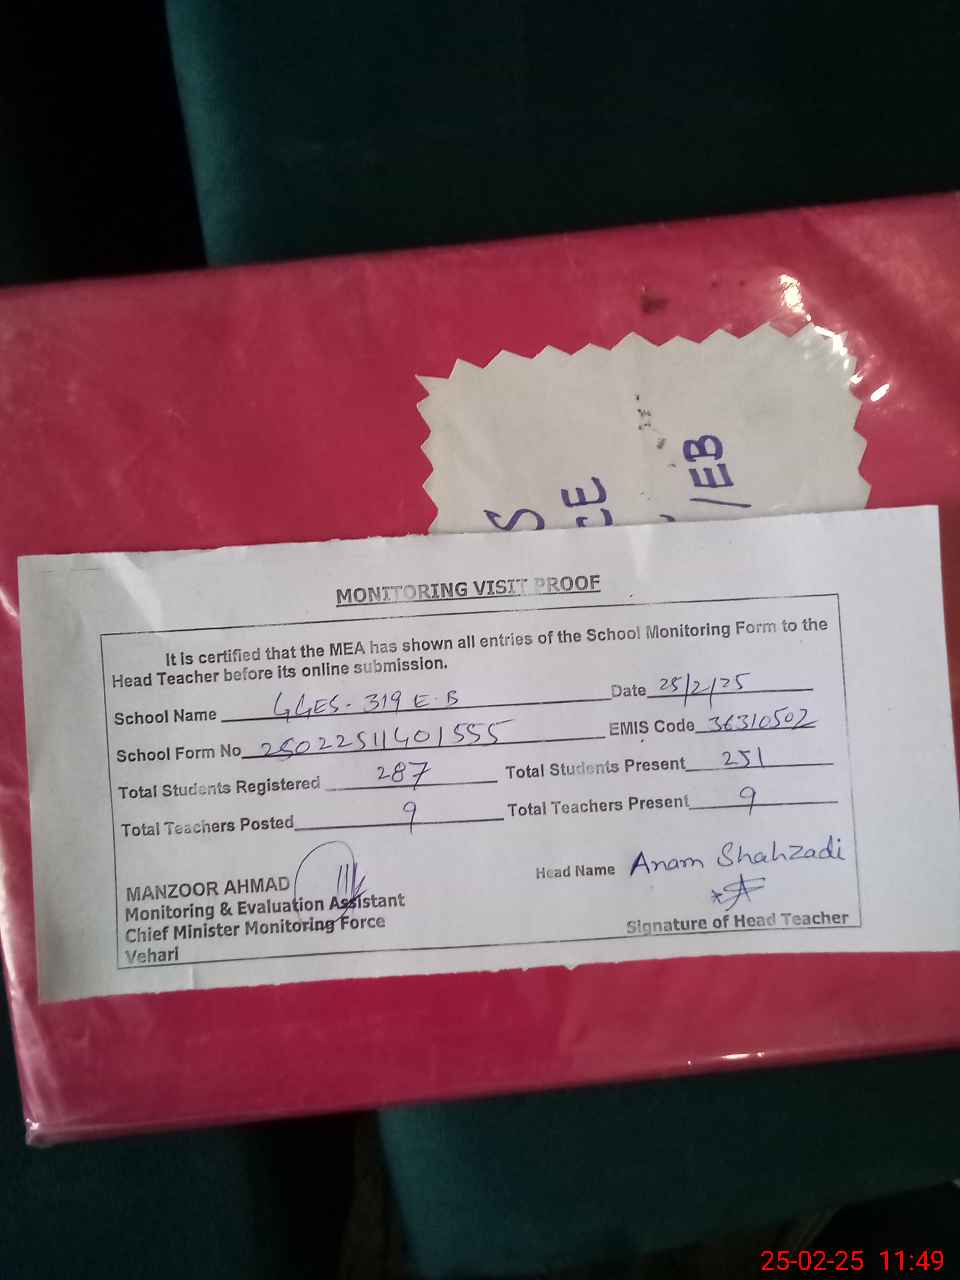 S
CE
/EB
MONITORING VISIT PROOF
It is certified that the MEA has shown all entries of the School Monitoring Form to the
Head Teacher before its online submission.
School Name GGES- 319 E.B Date 25/2/25
School Form No 25022511401555 EMIS Code 36310502
Total Students Registered 287 Total Students Present 251
Total Teachers Posted 9 Total Teachers Present 9
Head Name Anam Shahzadi
MANZOOR AHMAD
Monitoring & Evaluation Assistant
Chief Minister Monitoring Force
Signature of Head Teacher
Vehari
25-02-25 11:49